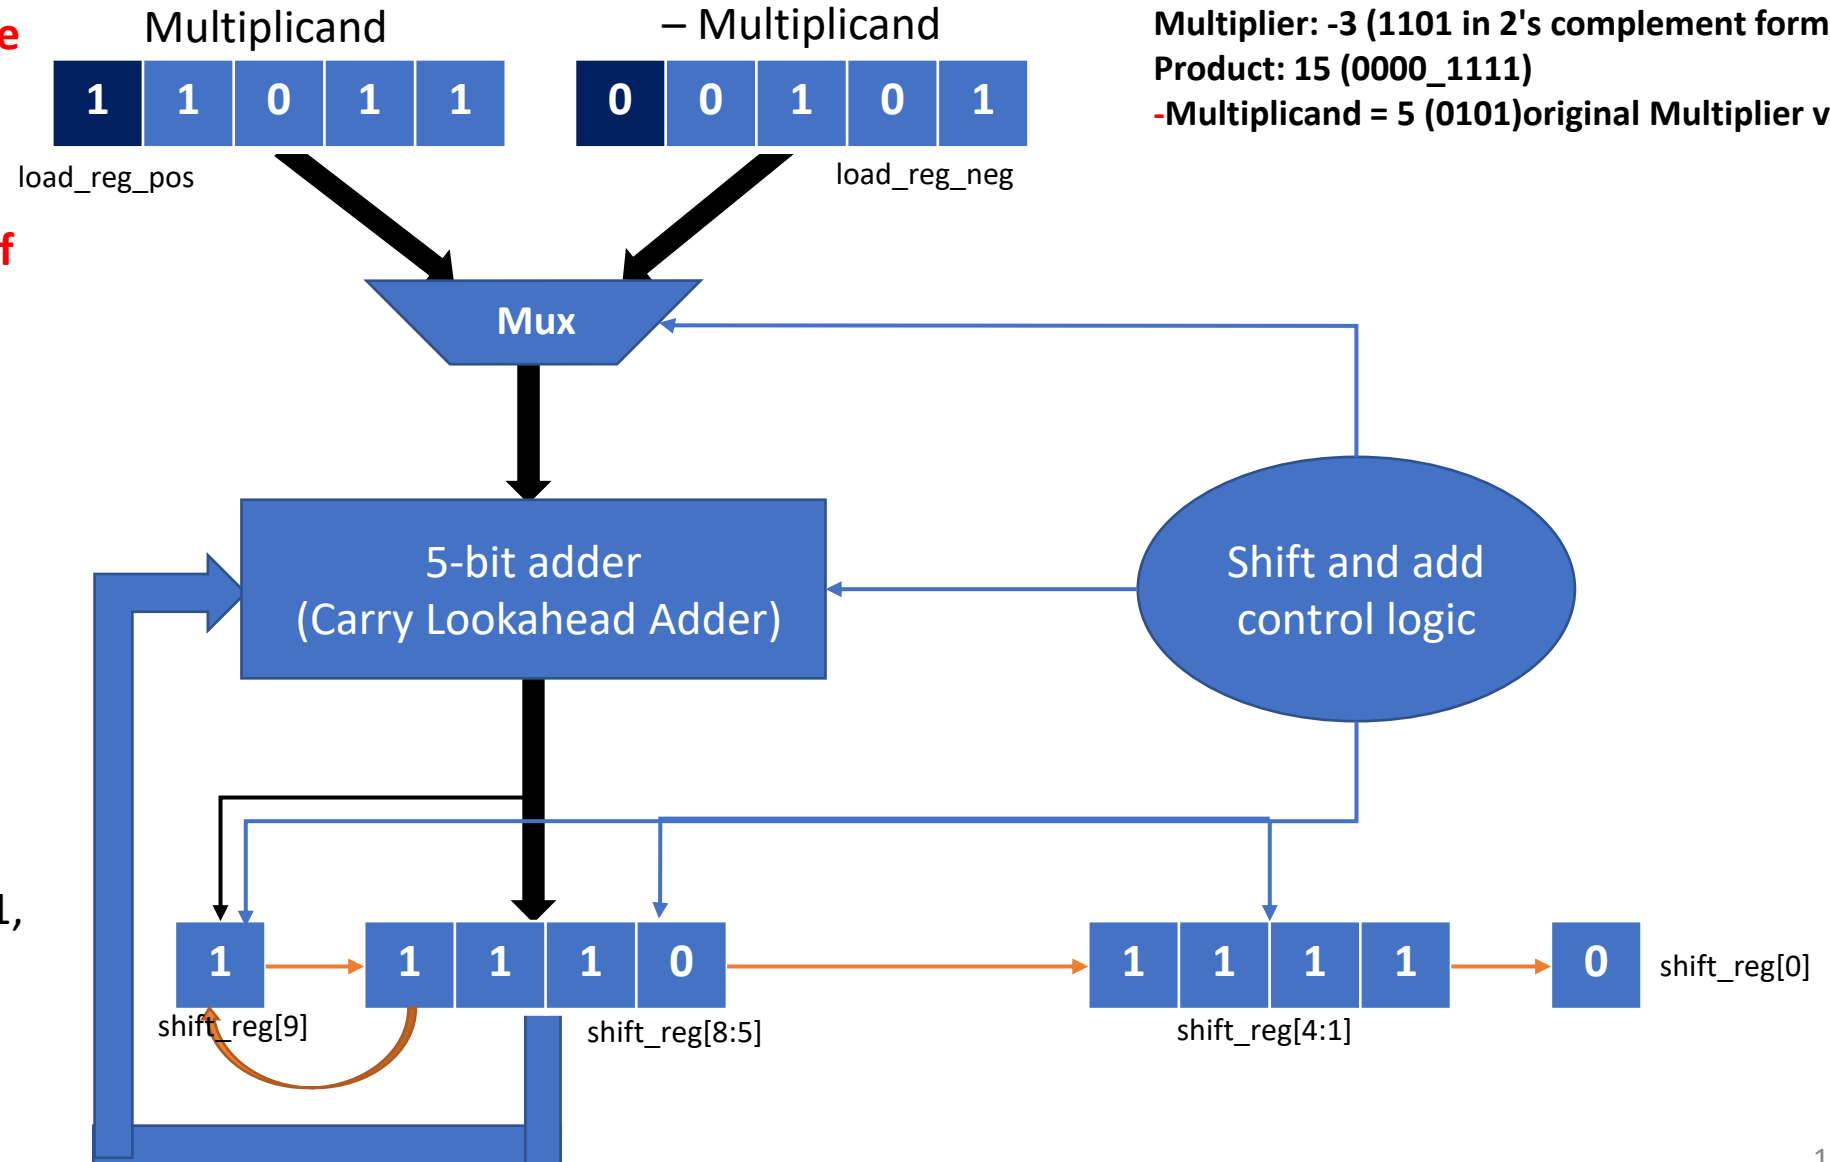 e
Multiplicand
– Multiplicand
Multiplier: -3 (1101 in 2's complement form
Product: 15 (0000_1111)
-Multiplicand = 5 (0101)original Multiplier v
1 1 0 1 1
0 0 1 0 1
load_reg_pos
load_reg_neg
f
Mux
5-bit adder
(Carry Lookahead Adder)
Shift and add
control logic
1,
1
1 1 1 0
1 1 1 1
0
shift_reg[0]
shift_reg[9]
shift_reg[8:5]
shift_reg[4:1]